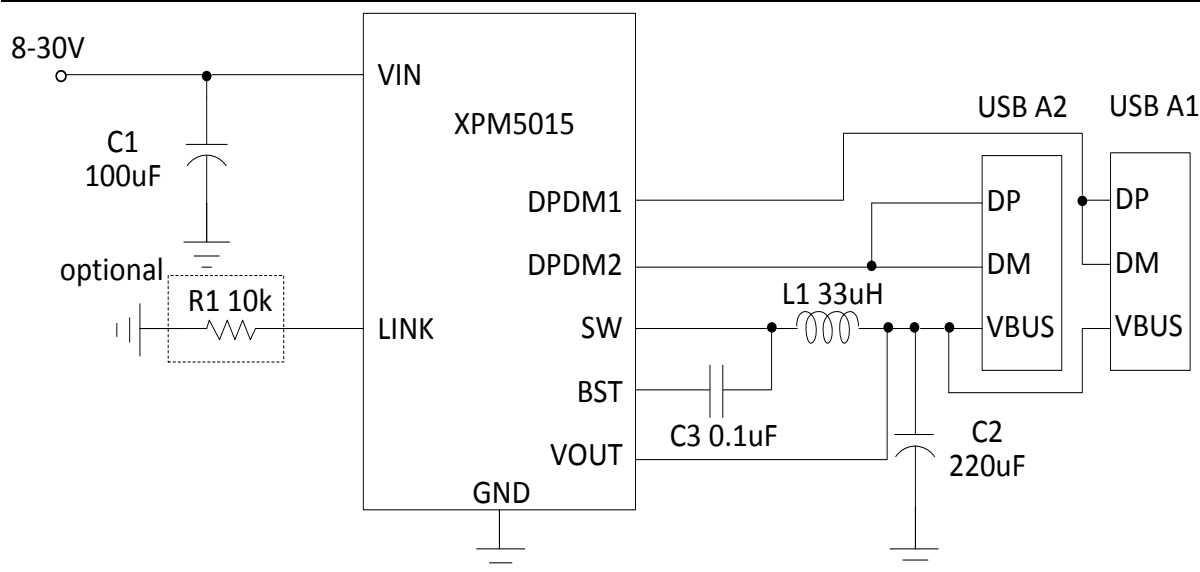 8-30V
C1
100uF
optional
R1 10k
VIN
XPM5015
DPDM1
DPDM2
LINK
SW
BST
VOUT
GND
L1 33uH
C3 0.1uF
C2
220uF
USB A2
DP
DM
VBUS
USB A1
DP
DM
VBUS